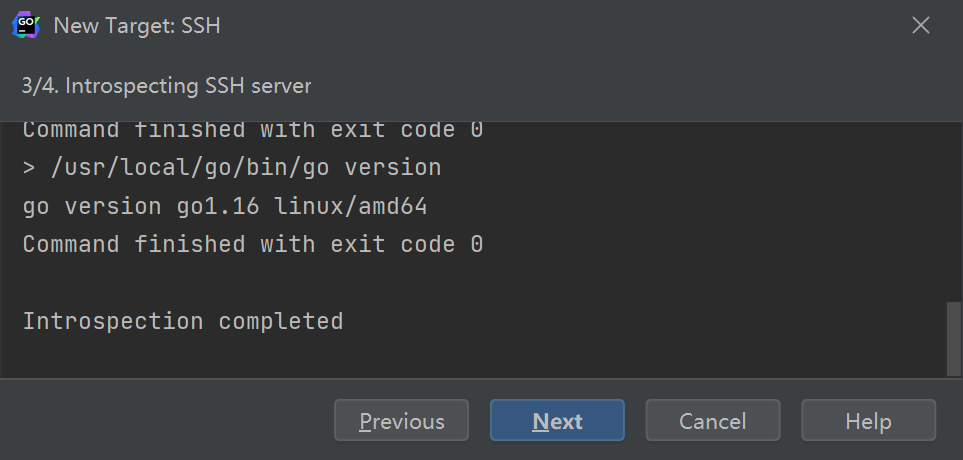 GO
New Target: SSH
3/4. Introspecting SSH server
Command finished with exit code 0
> /usr/local/go/bin/go version
go version go1.16 linux/amd64
Command finished with exit code 0
Introspection completed
Previous
Next
Cancel
Help